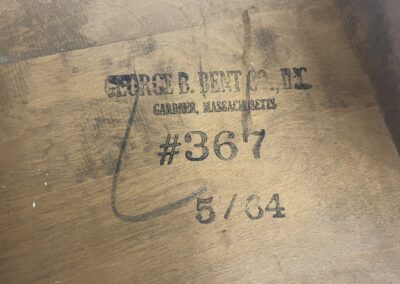 GEORGE B. BENT CO., INC.
GARDNER, MASSACHUSETTS
#367
5/64